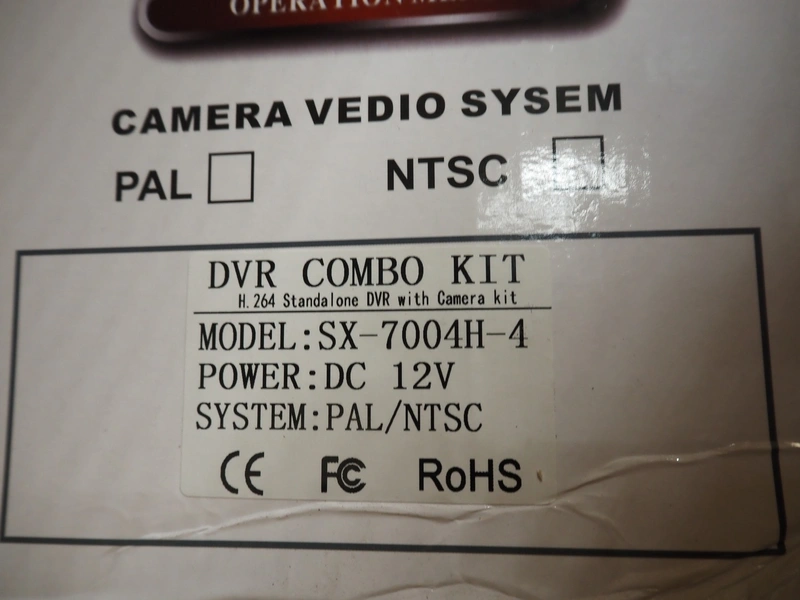 OPERATION
CAMERA VEDIO SYSEM
PAL NTSC
DVR COMBO KIT
H.264 Standalone DVR with Camera kit
MODEL:SX-7004H-4
POWER:DC 12V
SYSTEM:PAL/NTSC
CE FC RoHS